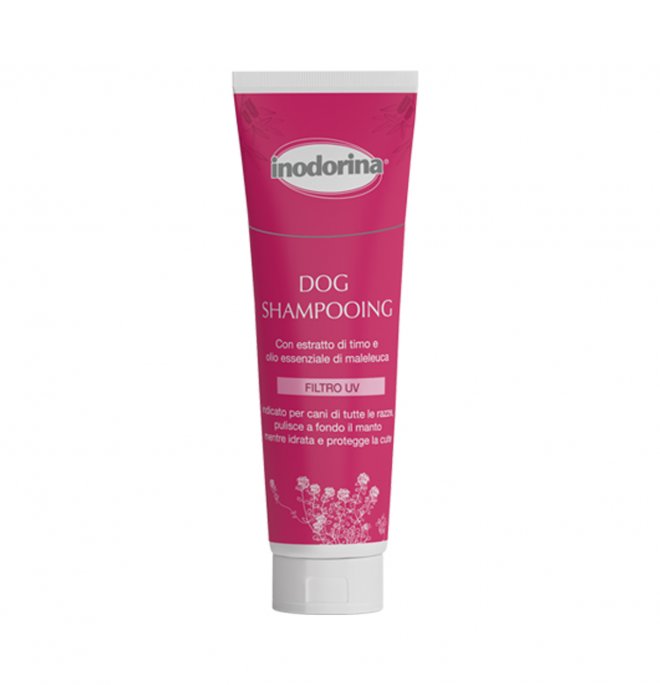 inodorina®
DOG
SHAMPOOING
Con estratto di timo e
olio essenziale di maleleuca
FILTRO UV
indicato per cani di tutte le razze,
pulisce a fondo il manto
mentre idrata e protegge la cute